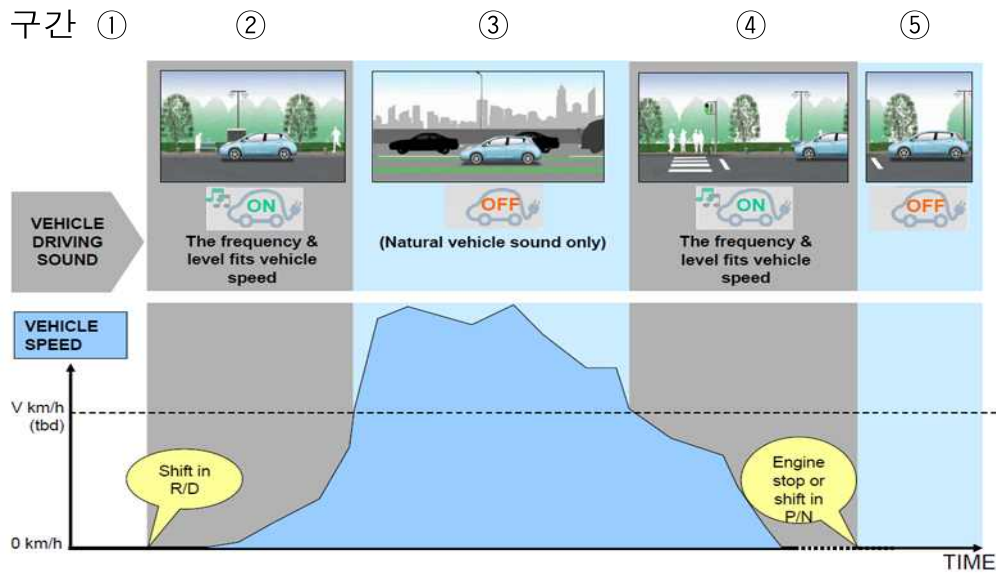 구간 ① ② ③ ④ ⑤
VEHICLE
DRIVING
SOUND
ON
The frequency &
level fits vehicle
speed
OFF
(Natural vehicle sound only)
ON
The frequency &
level fits vehicle
speed
OFF
VEHICLE
SPEED
V km/h
(tbd)
Shift in
R/D
Engine
stop or
shift in
P/N
0 km/h
TIME